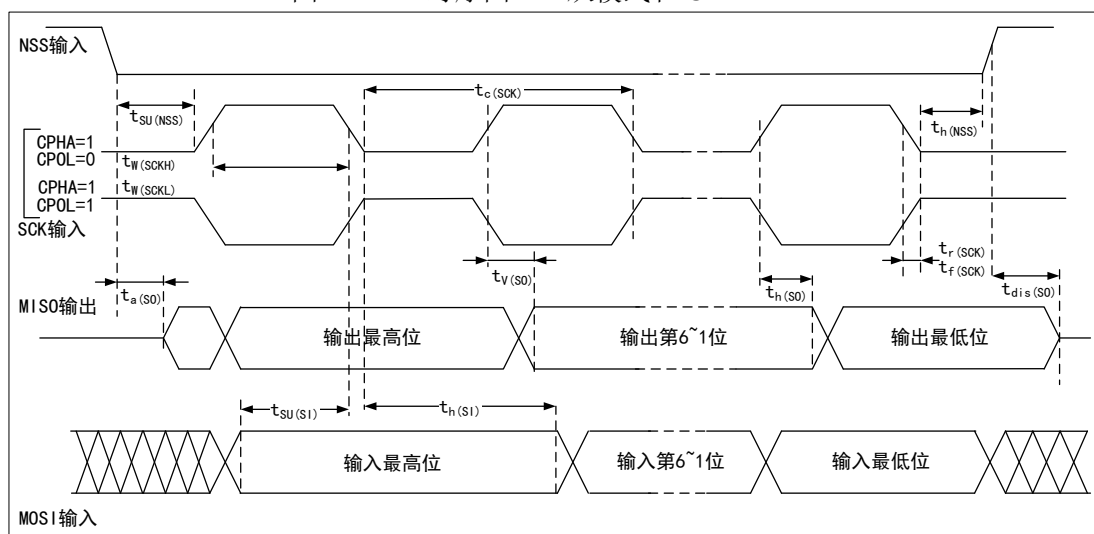 NSS输入
tc(SCK)
tSU(NSS)
th(NSS)
CPHA=1
CPOL=0
tW(SCKH)
CPHA=1
tW(SCKL)
CPOL=1
SCK输入
tr(SCK)
tV(SO)
tf(SCK)
ta(SO)
th(SO)
tdis(SO)
MISO输出
输出最高位
输出第6~1位
输出最低位
tSU(SI)
th(SI)
输入最高位
输入第6~1位
输入最低位
MOSI输入